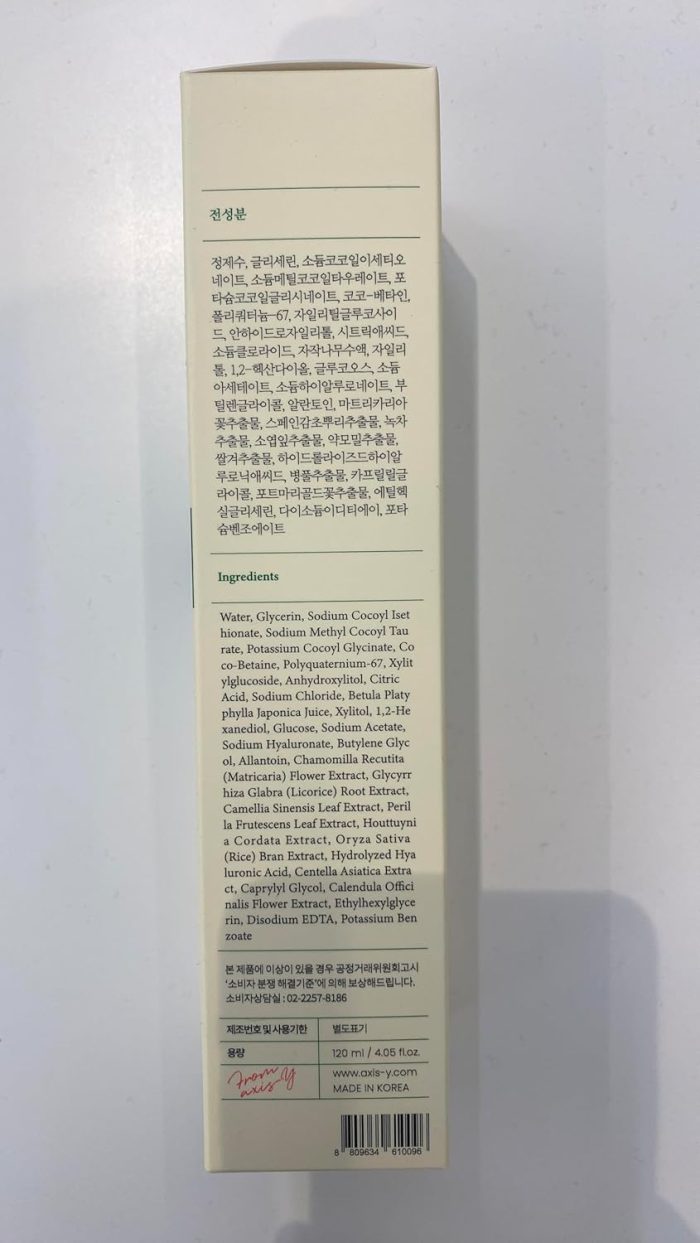 전성분
정제수, 글리세린, 소듐코코일이세티오
네이트, 소듐메틸코코일타우레이트, 포
타슘코코일글리시네이트, 코코-베타인,
폴리쿼터늄-67, 자일리틸글루코사이
드, 안하이드로자일리톨, 시트릭애씨드,
소듐클로라이드, 자작나무수액, 자일리
톨, 1,2-헥산다이올, 글루코오스, 소듐
아세테이트, 소듐하이알루로네이트, 부
틸렌글라이콜, 알란토인, 마트리카리아
꽃추출물, 스페인감초뿌리추출물, 녹차
추출물, 소엽잎추출물, 약모밀추출물,
쌀겨추출물, 하이드롤라이즈드하이알
루로닉애씨드, 병풀추출물, 카프릴릴글
라이콜, 포트마리골드꽃추출물, 에틸헥
실글리세린, 다이소듐이디티에이, 포타
슘벤조에이트
Ingredients
Water, Glycerin, Sodium Cocoyl Iset
hionate, Sodium Methyl Cocoyl Tau
rate, Potassium Cocoyl Glycinate, Co
co-Betaine, Polyquaternium-67, Xylit
ylglucoside, Anhydroxylitol, Citric
Acid, Sodium Chloride, Betula Platy
phylla Japonica Juice, Xylitol, 1,2-He
xanediol, Glucose, Sodium Acetate,
Sodium Hyaluronate, Butylene Glyc
ol, Allantoin, Chamomilla Recutita
(Matricaria) Flower Extract, Glycyrr
hiza Glabra (Licorice) Root Extract,
Camellia Sinensis Leaf Extract, Peril
la Frutescens Leaf Extract, Houttuyni
a Cordata Extract, Oryza Sativa
(Rice) Bran Extract, Hydrolyzed Hya
luronic Acid, Centella Asiatica Extra
ct, Caprylyl Glycol, Calendula Offici
nalis Flower Extract, Ethylhexylglyce
rin, Disodium EDTA, Potassium Ben
zoate
본 제품에 이상이 있을 경우 공정거래위원회고시
'소비자 분쟁 해결기준'에 의해 보상해드립니다.
소비자상담실 : 02-2257-8186
제조번호 및 사용기한 별도표기
용량 120 ml / 4.05 fl.oz.
From
axis-y
www.axis-y.com
MADE IN KOREA
8 809634 610096